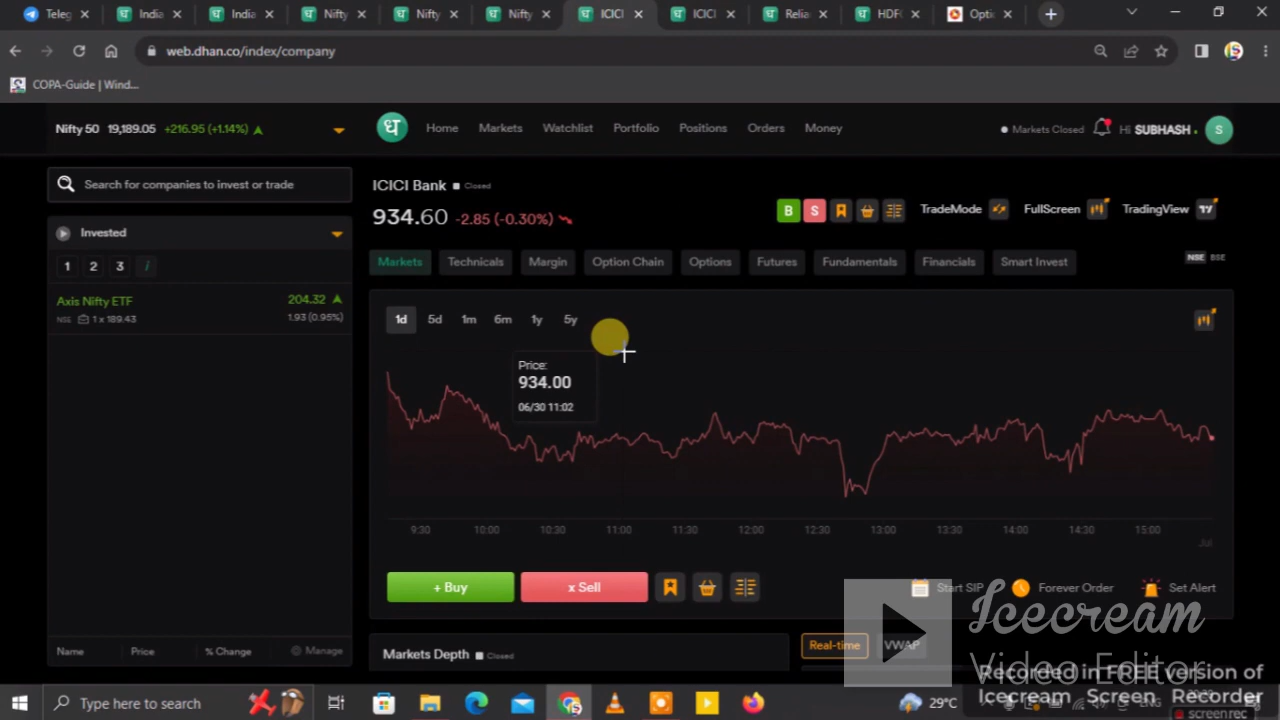 Teleg India India Nifty Nifty Nifty ICICI ICICI Relia HDFC Optic
web.dhan.co/index/company
COPA-Guide | Wind...
Nifty 50 19,189.05 +216.95 (+1.14%)
ध Home Markets Watchlist Portfolio Positions Orders Money
Markets Closed Hi SUBHASH. S
Search for companies to invest or trade
ICICI Bank Closed
934.60 -2.85 (-0.30%)
B S TradeMode FullScreen TradingView
Invested
1 2 3 i
Markets Technicals Margin Option Chain Options Futures Fundamentals Financials Smart Invest NSE BSE
Axis Nifty ETF 204.32
NSE 1 x 189.43 1.93 (0.95%)
1d 5d 1m 6m 1y 5y
Price:
934.00
06/30 11:02
9:30 10:00 10:30 11:00 11:30 12:00 12:30 13:00 13:30 14:00 14:30 15:00
Jul
+ Buy x Sell Start SIP Forever Order Set Alert
Icecream
Video Editor
Name Price % Change Manage
Markets Depth Closed
Real-time VWAP
Recorded in FREE version of
Icecream Screen Recorder
Type here to search
29°C
screenrec